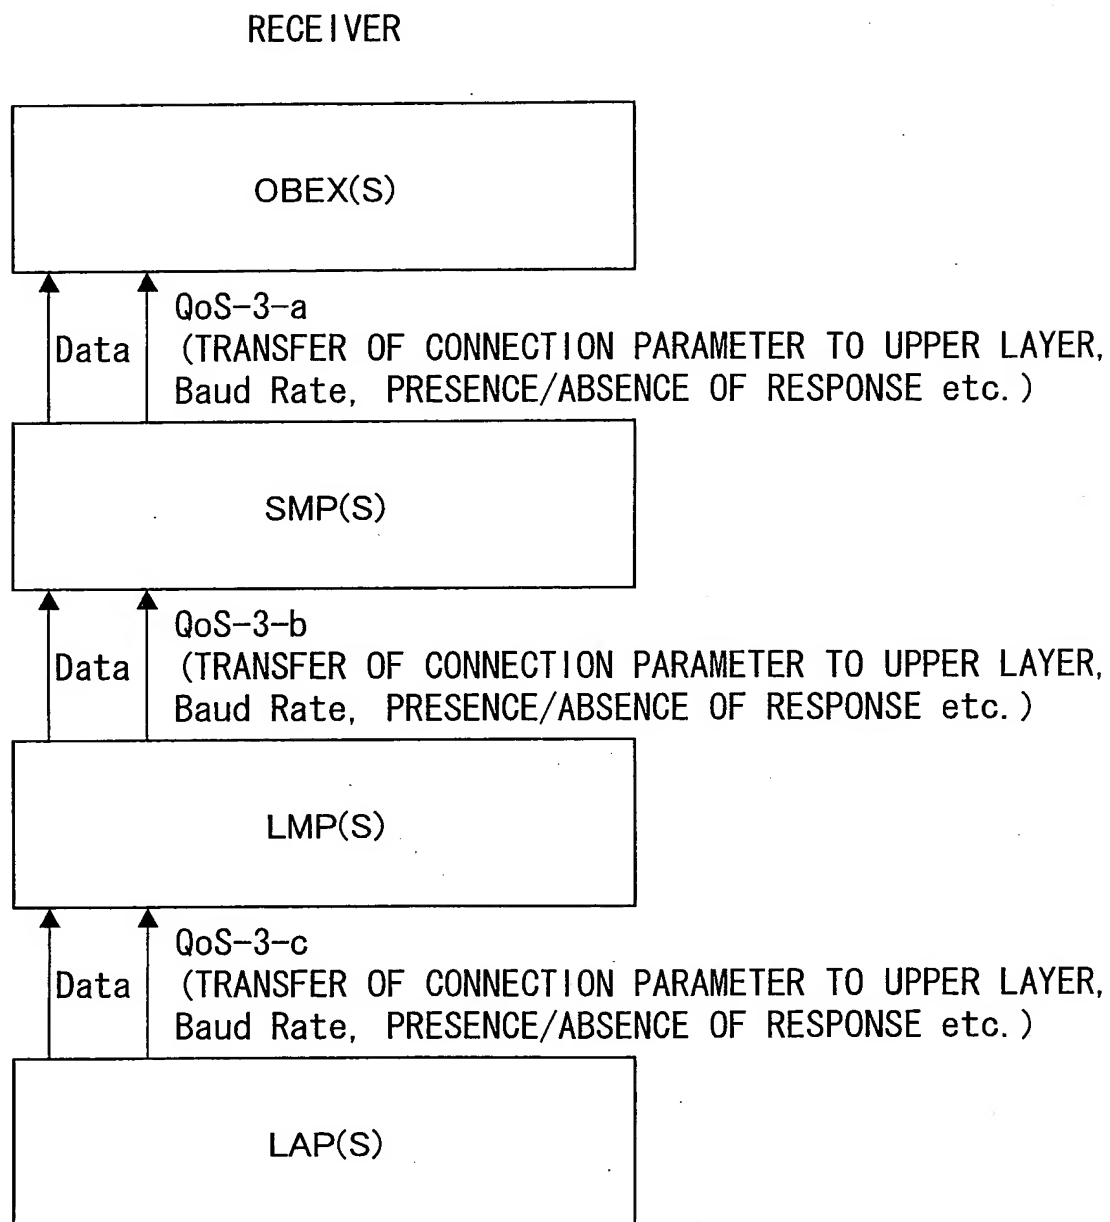 RECEIVER
OBEX(S)
QoS-3-a
Data (TRANSFER OF CONNECTION PARAMETER TO UPPER LAYER,
Baud Rate, PRESENCE/ABSENCE OF RESPONSE etc.)
SMP(S)
QoS-3-b
Data (TRANSFER OF CONNECTION PARAMETER TO UPPER LAYER,
Baud Rate, PRESENCE/ABSENCE OF RESPONSE etc.)
LMP(S)
QoS-3-c
Data (TRANSFER OF CONNECTION PARAMETER TO UPPER LAYER,
Baud Rate, PRESENCE/ABSENCE OF RESPONSE etc.)
LAP(S)